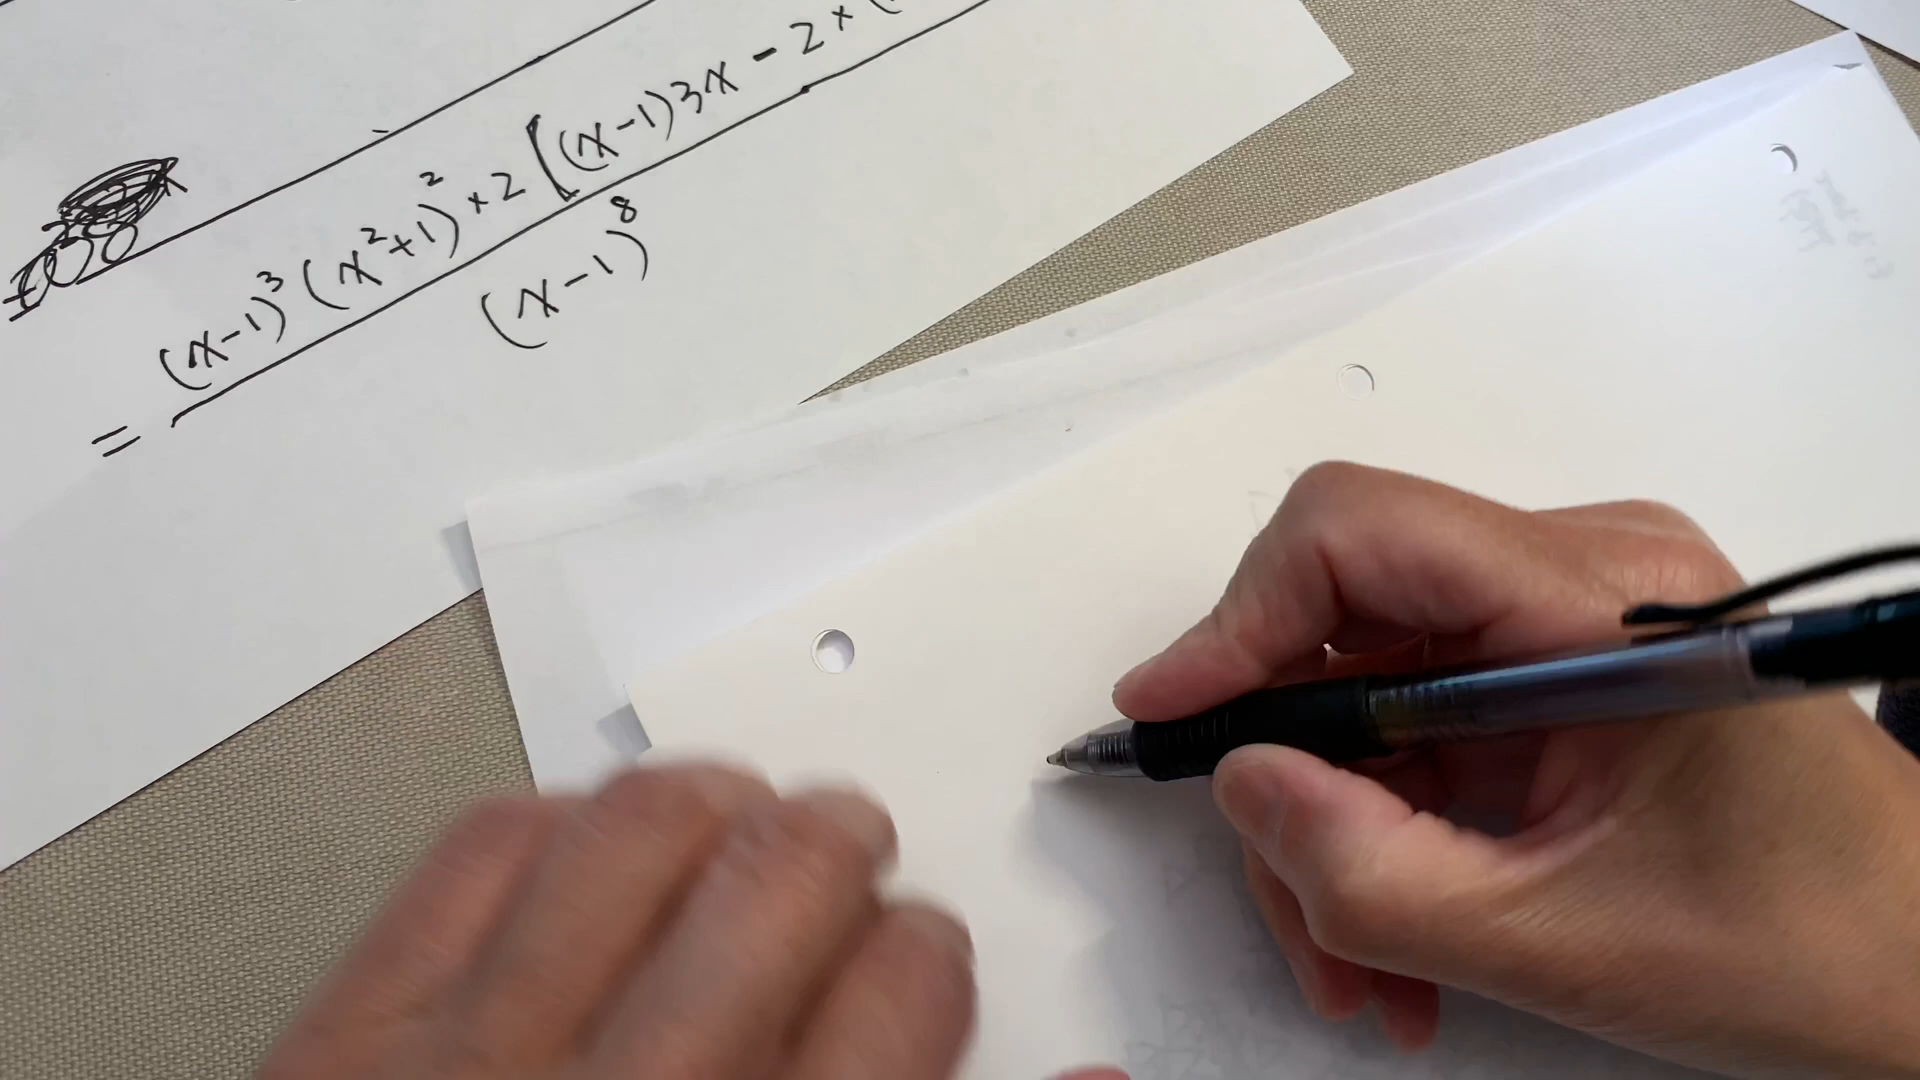 = (x-1)³ (x²+1)² × 2 [(x-1)3x - 2 × (
(x-1)⁸